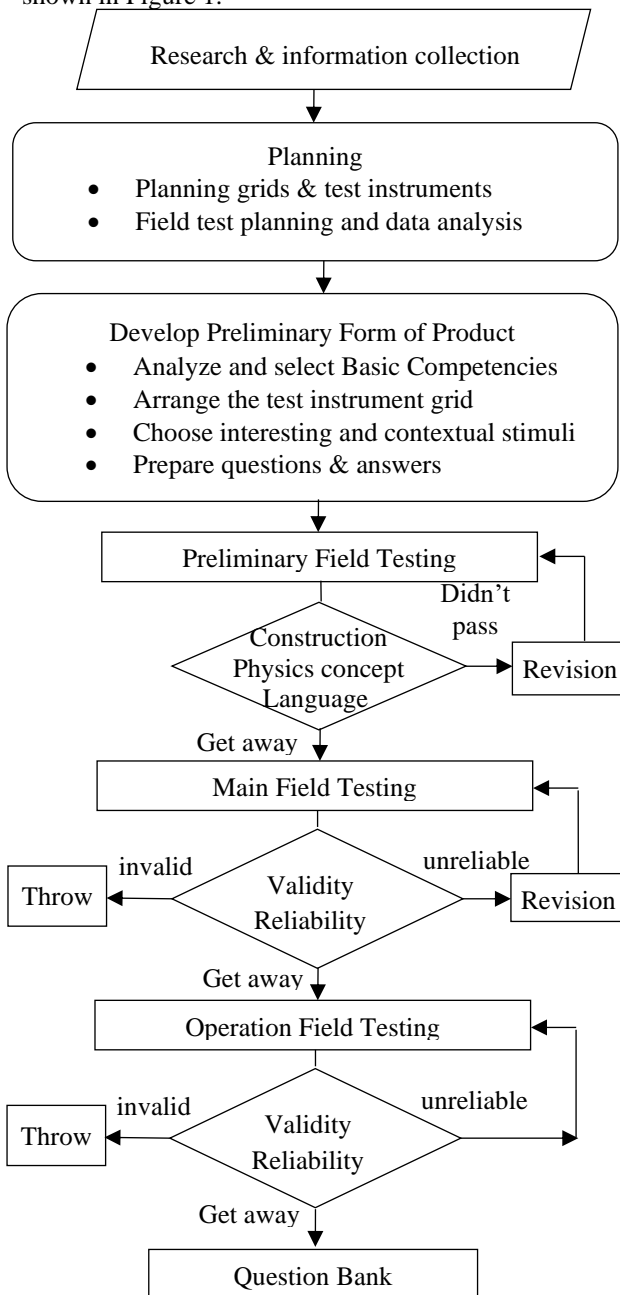 shown in Figure 1.
Research & information collection
Planning
• Planning grids & test instruments
• Field test planning and data analysis
Develop Preliminary Form of Product
• Analyze and select Basic Competencies
• Arrange the test instrument grid
• Choose interesting and contextual stimuli
• Prepare questions & answers
Preliminary Field Testing
Didn't
pass
Construction
Physics concept
Language
Revision
Get away
Main Field Testing
invalid
unreliable
Throw
Validity
Reliability
Revision
Get away
Operation Field Testing
invalid
unreliable
Throw
Validity
Reliability
Get away
Question Bank